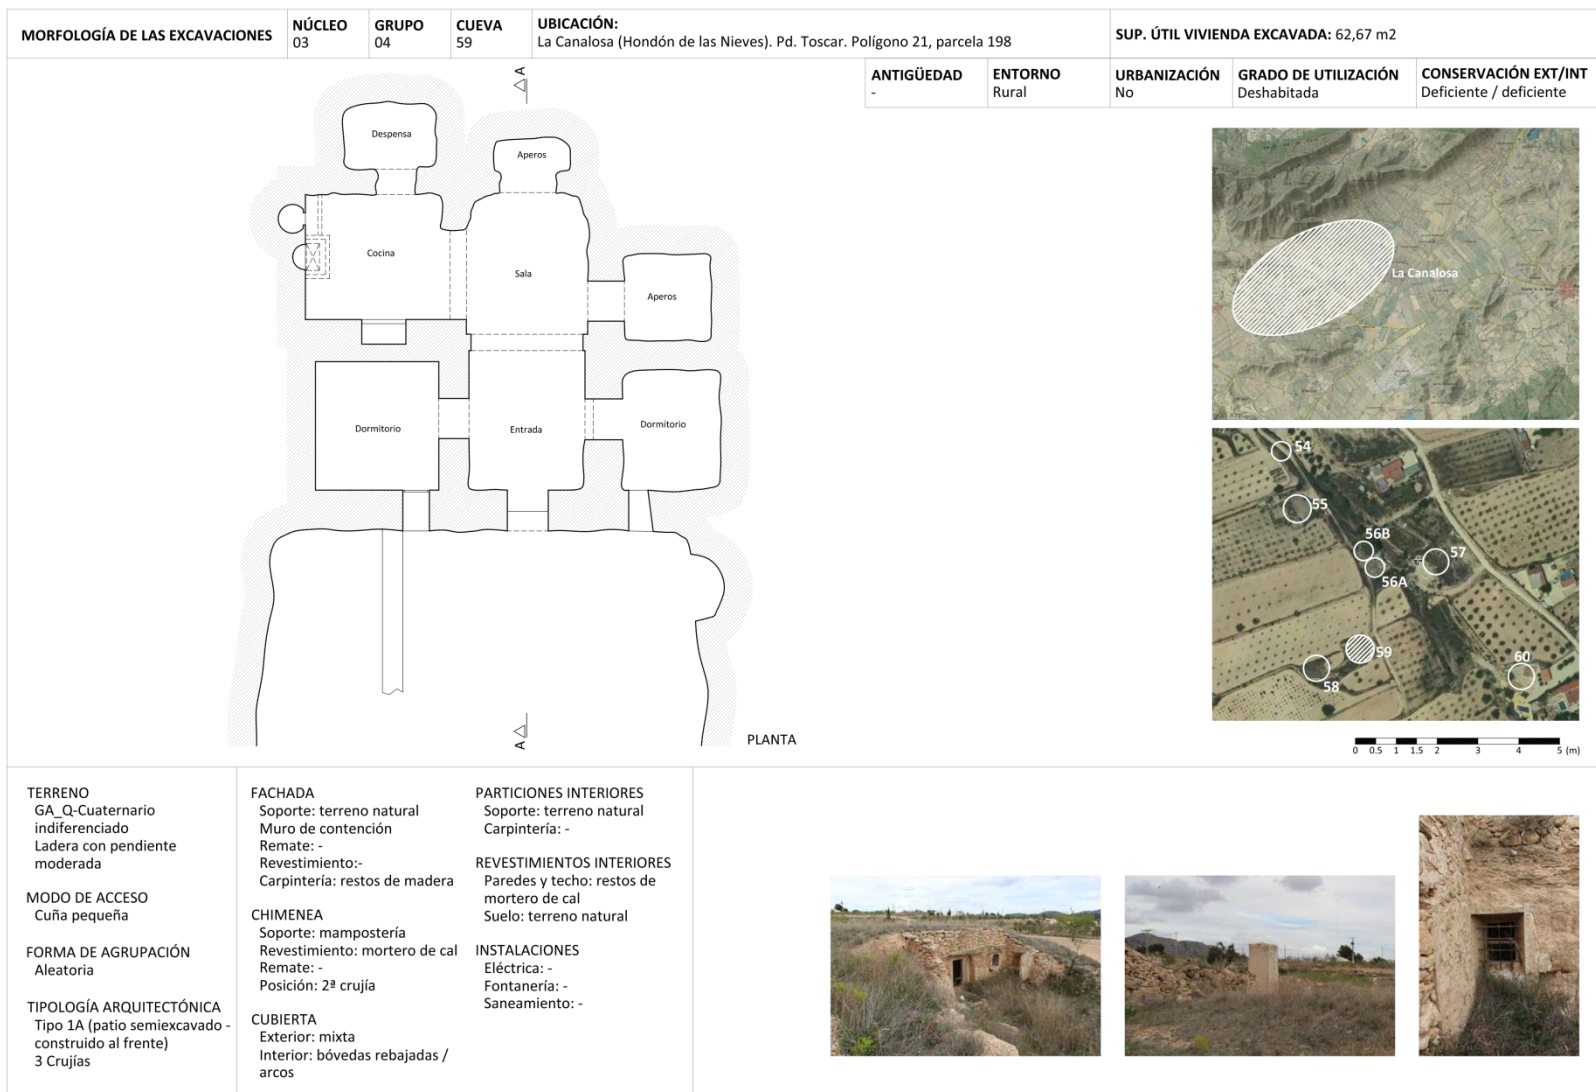 MORFOLOGÍA DE LAS EXCAVACIONES
NÚCLEO
03
GRUPO
04
CUEVA
59
UBICACIÓN:
La Canalosa (Hondón de las Nieves). Pd. Toscar. Polígono 21, parcela 198
SUP. ÚTIL VIVIENDA EXCAVADA: 62,67 m2
ANTIGÜEDAD
-
ENTORNO
Rural
URBANIZACIÓN
No
GRADO DE UTILIZACIÓN
Deshabitada
CONSERVACIÓN EXT/INT
Deficiente / deficiente
A
Despensa
Aperos
Cocina
Sala
Aperos
Dormitorio
Entrada
Dormitorio
A
PLANTA
La Canalosa
54
55
56B
57
56A
59
58
60
0 0.5 1 1.5 2 3 4 5 (m)
TERRENO
GA_Q-Cuaternario
indiferenciado
Ladera con pendiente
moderada
MODO DE ACCESO
Cuña pequeña
FORMA DE AGRUPACIÓN
Aleatoria
TIPOLOGÍA ARQUITECTÓNICA
Tipo 1A (patio semiexcavado -
construido al frente)
3 Crujías
FACHADA
Soporte: terreno natural
Muro de contención
Remate: -
Revestimiento:-
Carpintería: restos de madera
CHIMENEA
Soporte: mampostería
Revestimiento: mortero de cal
Remate: -
Posición: 2ª crujía
CUBIERTA
Exterior: mixta
Interior: bóvedas rebajadas /
arcos
PARTICIONES INTERIORES
Soporte: terreno natural
Carpintería: -
REVESTIMIENTOS INTERIORES
Paredes y techo: restos de
mortero de cal
Suelo: terreno natural
INSTALACIONES
Eléctrica: -
Fontanería: -
Saneamiento: -